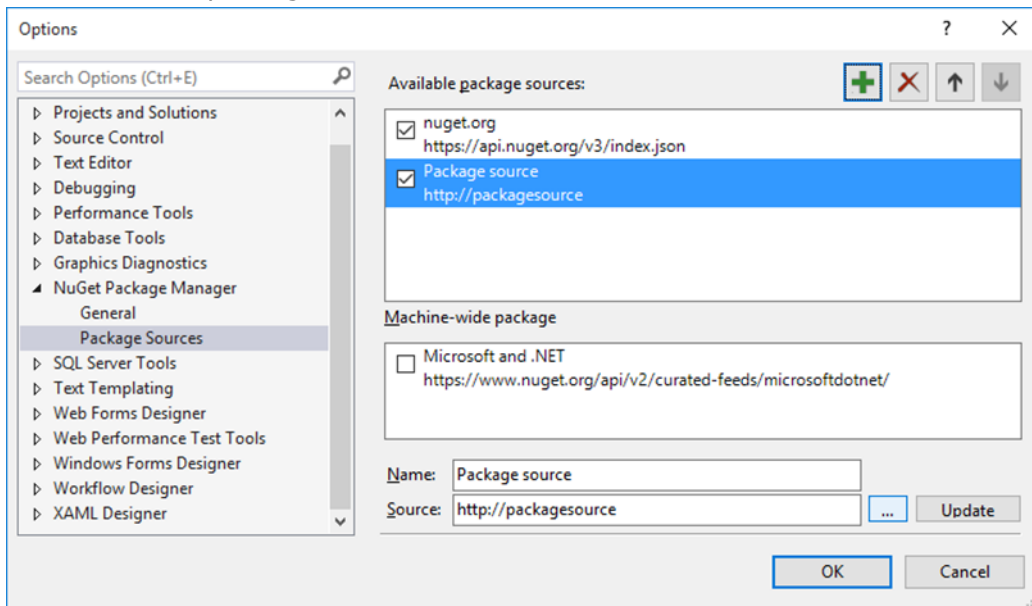 Options
?
Search Options (Ctrl+E)
Projects and Solutions
Source Control
Text Editor
Debugging
Performance Tools
Database Tools
Graphics Diagnostics
NuGet Package Manager
General
Package Sources
SQL Server Tools
Text Templating
Web Forms Designer
Web Performance Test Tools
Windows Forms Designer
Workflow Designer
XAML Designer
Available package sources:
nuget.org
https://api.nuget.org/v3/index.json
Package source
http://packagesource
Machine-wide package
Microsoft and .NET
https://www.nuget.org/api/v2/curated-feeds/microsoftdotnet/
Name: Package source
Source: http://packagesource ... Update
OK Cancel